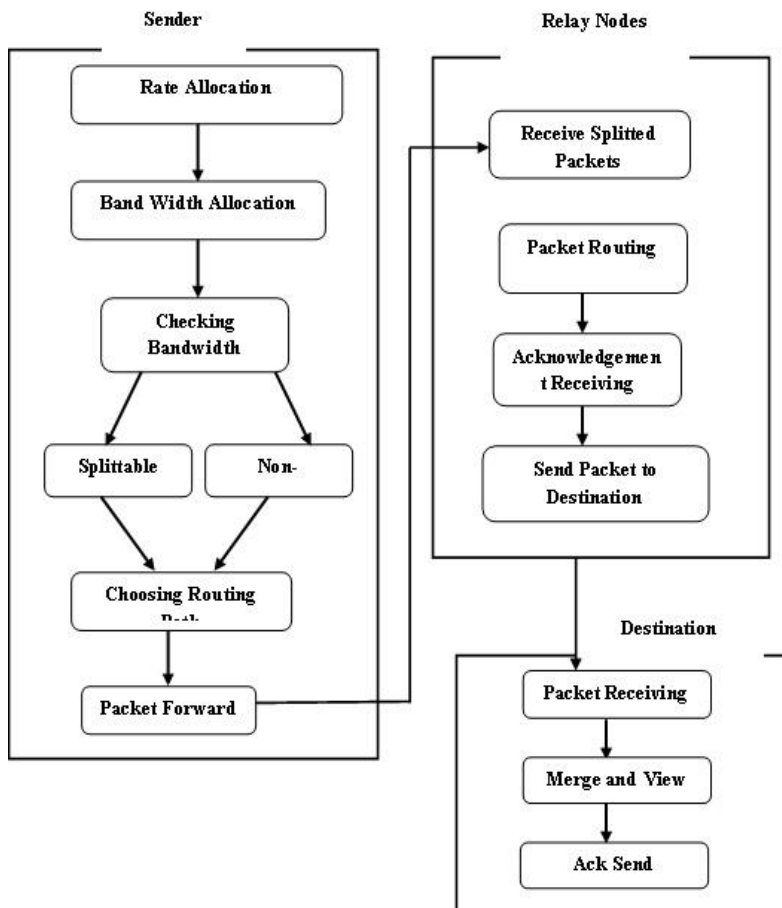 Sender
Rate Allocation
Band Width Allocation
Checking
Bandwidth
Splittable
Non-
Choosing Routing
Packet Forward
Relay Nodes
Receive Splitted
Packets
Packet Routing
Acknowledgemen
t Receiving
Send Packet to
Destination
Destination
Packet Receiving
Merge and View
Ack Send